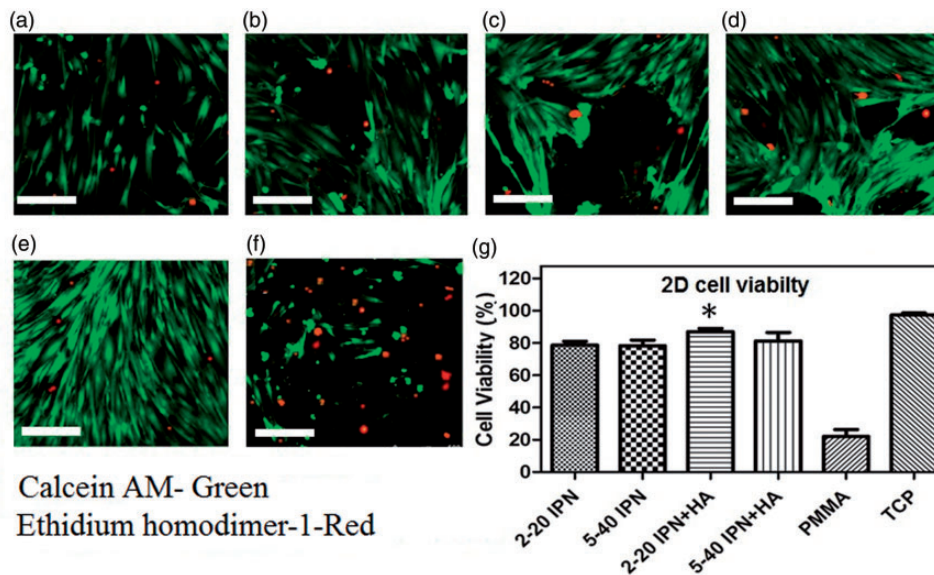 (a)
(b)
(c)
(d)
(e)
(f)
(g)
2D cell viabilty
*
Cell Viability (%)
120
100
80
60
40
20
0
2-20 IPN
5-40 IPN
2-20 IPN+HA
5-40 IPN+HA
PMMA
TCP
Calcein AM- Green
Ethidium homodimer-1-Red